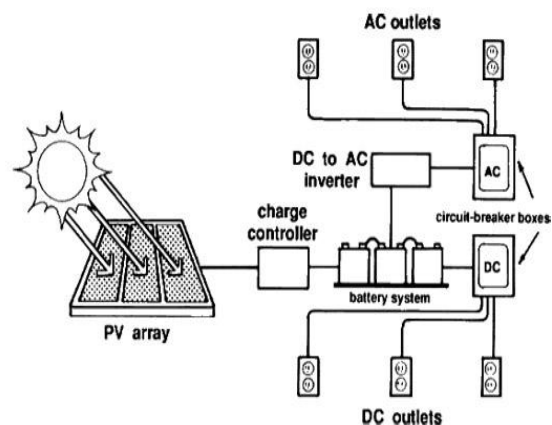 AC outlets
DC to AC
inverter
AC
circuit-breaker boxes
charge
controller
DC
battery system
PV array
DC outlets